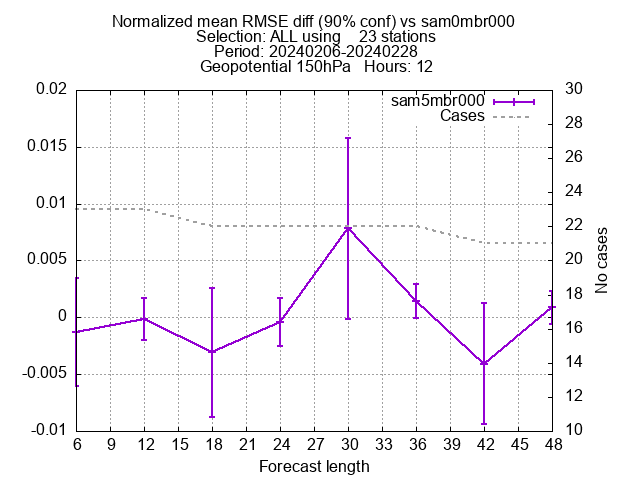 Normalized mean RMSE diff (90% conf) vs sam0mbr000
Selection: ALL using    23 stations
Period: 20240206-20240228
Geopotential 150hPa   Hours: 12
0.02
0.015
0.01
0.005
0
-0.005
-0.01
30
28
26
24
22
20
18
16
14
12
10
sam5mbr000
Cases
No cases
6 9 12 15 18 21 24 27 30 33 36 39 42 45 48
Forecast length